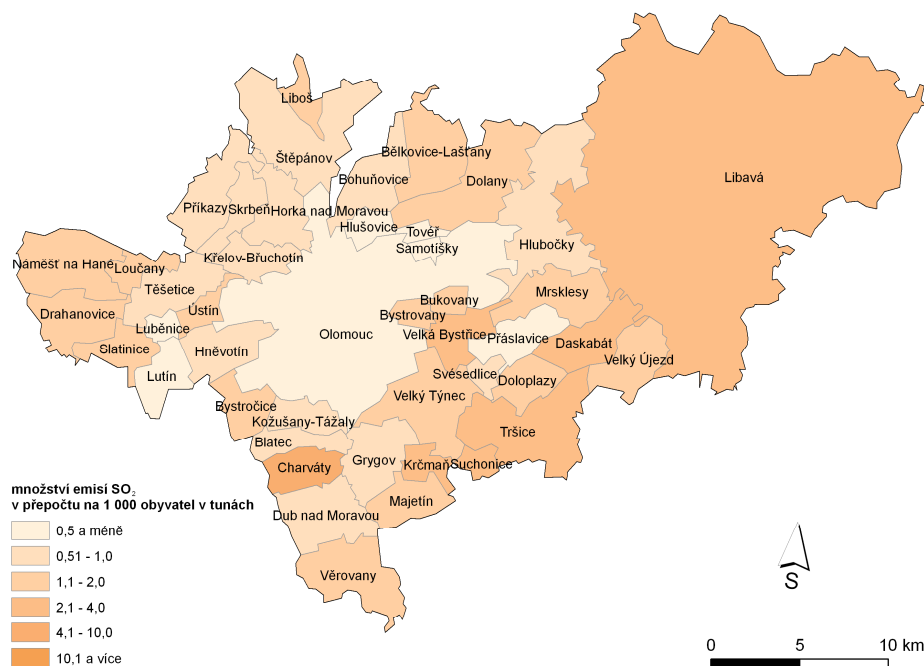 Liboš
Štěpánov
Bělkovice-Lašťany
Bohuňovice
Dolany
Libavá
Příkazy
Skrbeň
Horka nad Moravou
Hlušovice
Tovéř
Samotíšky
Hlubočky
Křelov-Břuchotín
Náměšť na Hané
Loučany
Těšetice
Mrsklesy
Bukovany
Drahanovice
Ústín
Bystrovany
Luběnice
Olomouc
Velká Bystřice
Přáslavice
Daskabát
Slatinice
Hněvotín
Velký Újezd
Lutín
Svésedlice
Doloplazy
Velký Týnec
Bystročice
Kožušany-Tážaly
Tršice
Blatec
Charváty
Grygov
Krčmaň
Suchonice
Majetín
Dub nad Moravou
Věrovany
množství emisí SO₂
v přepočtu na 1 000 obyvatel v tunách
0,5 a méně
0,51 - 1,0
1,1 - 2,0
2,1 - 4,0
4,1 - 10,0
10,1 a více
S
0 5 10 km